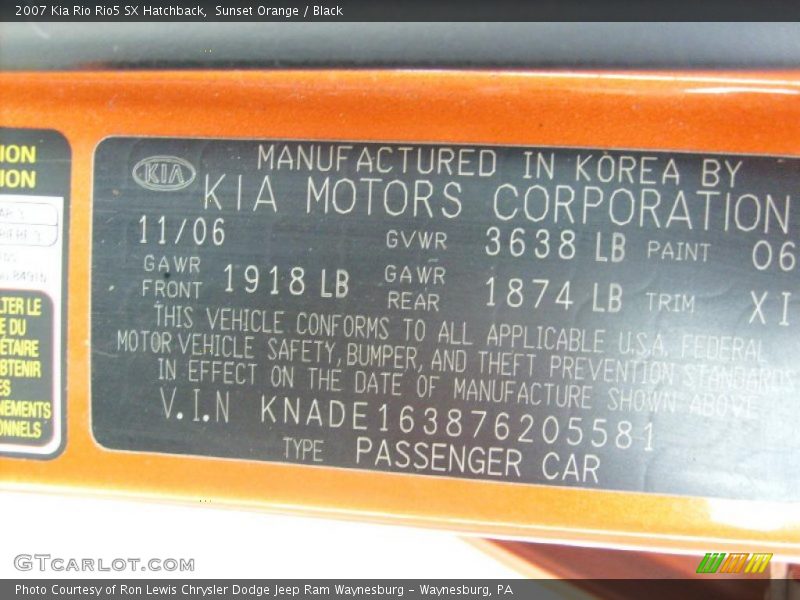 2007 Kia Rio Rio5 SX Hatchback, Sunset Orange / Black
ION
ION
LTER LE
E DU
ÉTAIRE
OBTENIR
ES
NEMENTS
ONNELS
KIA
MANUFACTURED IN KOREA BY
KIA MOTORS CORPORATION
11/06 GVWR 3638 LB PAINT 06
GAWR FRONT 1918 LB GAWR REAR 1874 LB TRIM XI
THIS VEHICLE CONFORMS TO ALL APPLICABLE U.S.A. FEDERAL
MOTOR VEHICLE SAFETY, BUMPER, AND THEFT PREVENTION STANDARDS
IN EFFECT ON THE DATE OF MANUFACTURE SHOWN ABOVE
V.I.N KNADE163876205581
TYPE PASSENGER CAR
GTCarLot.com
Photo Courtesy of Ron Lewis Chrysler Dodge Jeep Ram Waynesburg - Waynesburg, PA